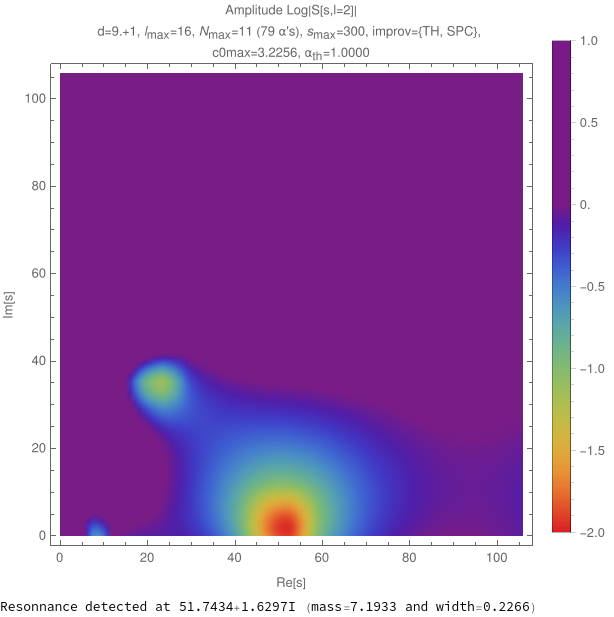 Amplitude Log|S[s,l=2]|
d=9.+1, lmax=16, Nmax=11 (79 α's), smax=300, improv={TH, SPC},
c0max=3.2256, αth=1.0000
100
80
60
40
20
0
Im[s]
0 20 40 60 80 100
Re[s]
1.0
0.5
0.
−0.5
−1.0
−1.5
−2.0
Resonnance detected at 51.7434+1.6297I (mass=7.1933 and width=0.2266)